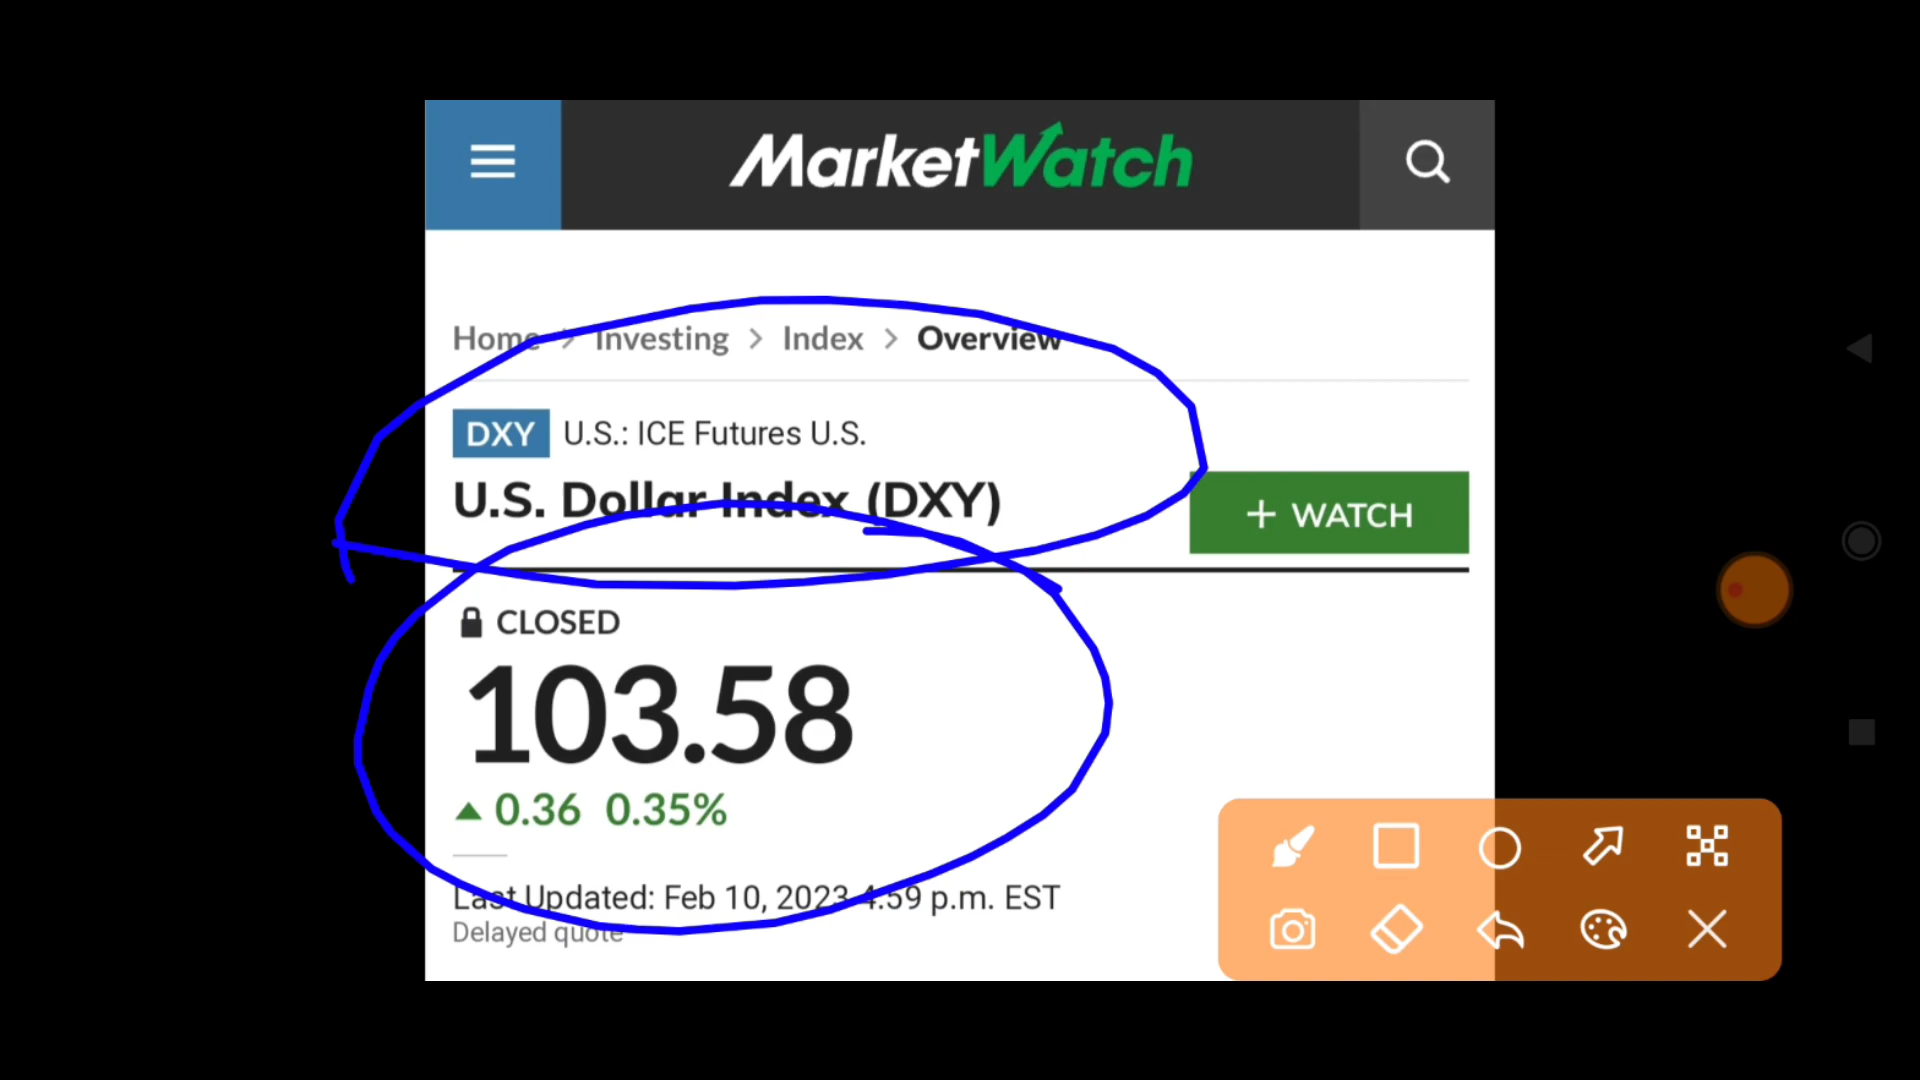 MarketWatch
Home > Investing > Index > Overview
DXY U.S.: ICE Futures U.S.
U.S. Dollar Index (DXY)
+ WATCH
CLOSED
103.58
0.36 0.35%
Last Updated: Feb 10, 2023 4:59 p.m. EST
Delayed quote